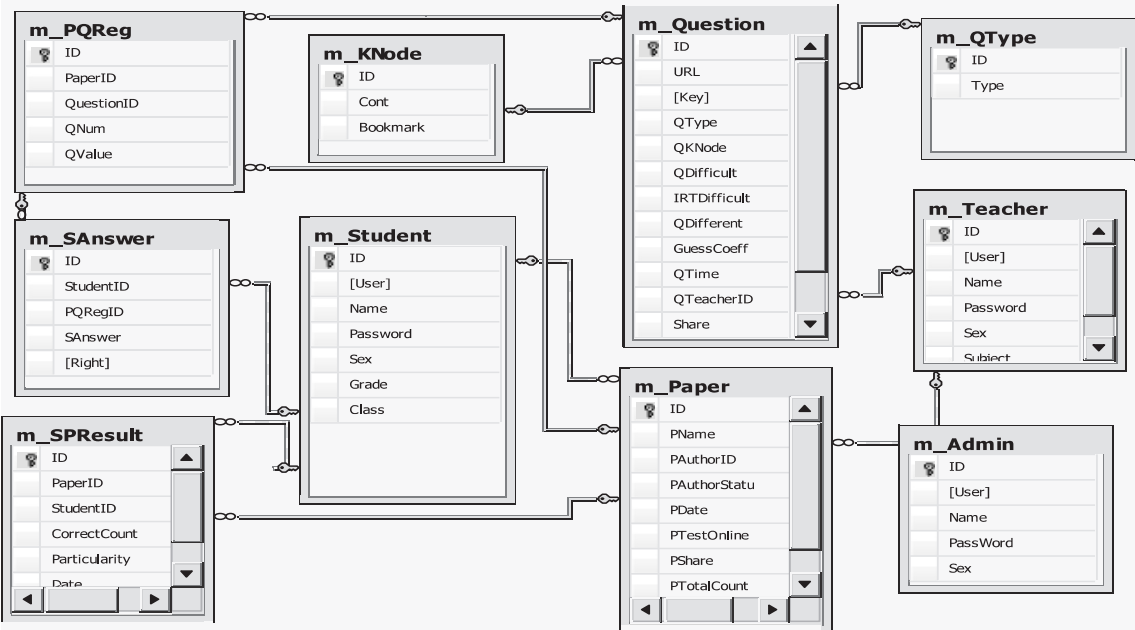 m_PQReg
ID
PaperID
QuestionID
QNum
QValue
m_KNode
ID
Cont
Bookmark
m_Question
ID
URL
[Key]
QType
QKNode
QDifficult
IRTDifficult
QDifferent
GuessCoeff
QTime
QTeacherID
Share
m_QType
ID
Type
m_SAnswer
ID
StudentID
PQRegID
SAnswer
[Right]
m_Student
ID
[User]
Name
Password
Sex
Grade
Class
m_Teacher
ID
[User]
Name
Password
Sex
Subject
m_SPResult
ID
PaperID
StudentID
CorrectCount
Particularity
Date
m_Paper
ID
PName
PAuthorID
PAuthorStatu
PDate
PTestOnline
PShare
PTotalCount
m_Admin
ID
[User]
Name
PassWord
Sex